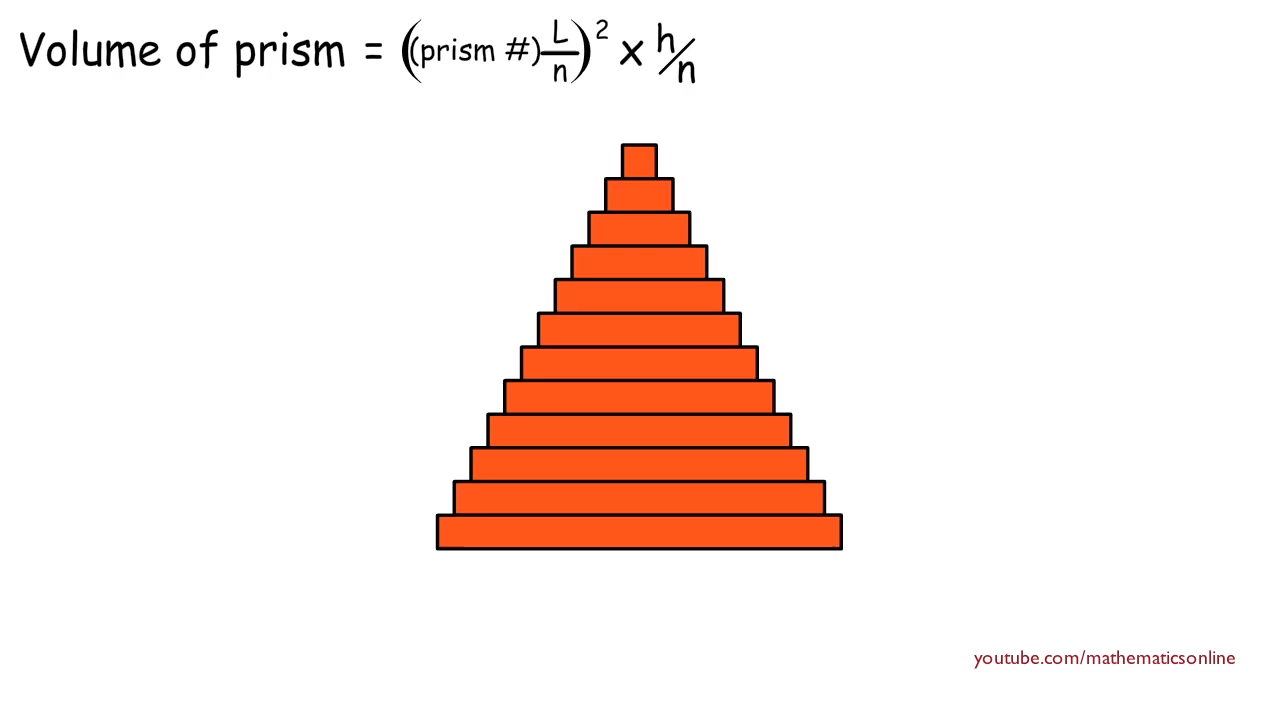 Volume of prism = ((prism #) L/n)² x h/n
youtube.com/mathematicsonline